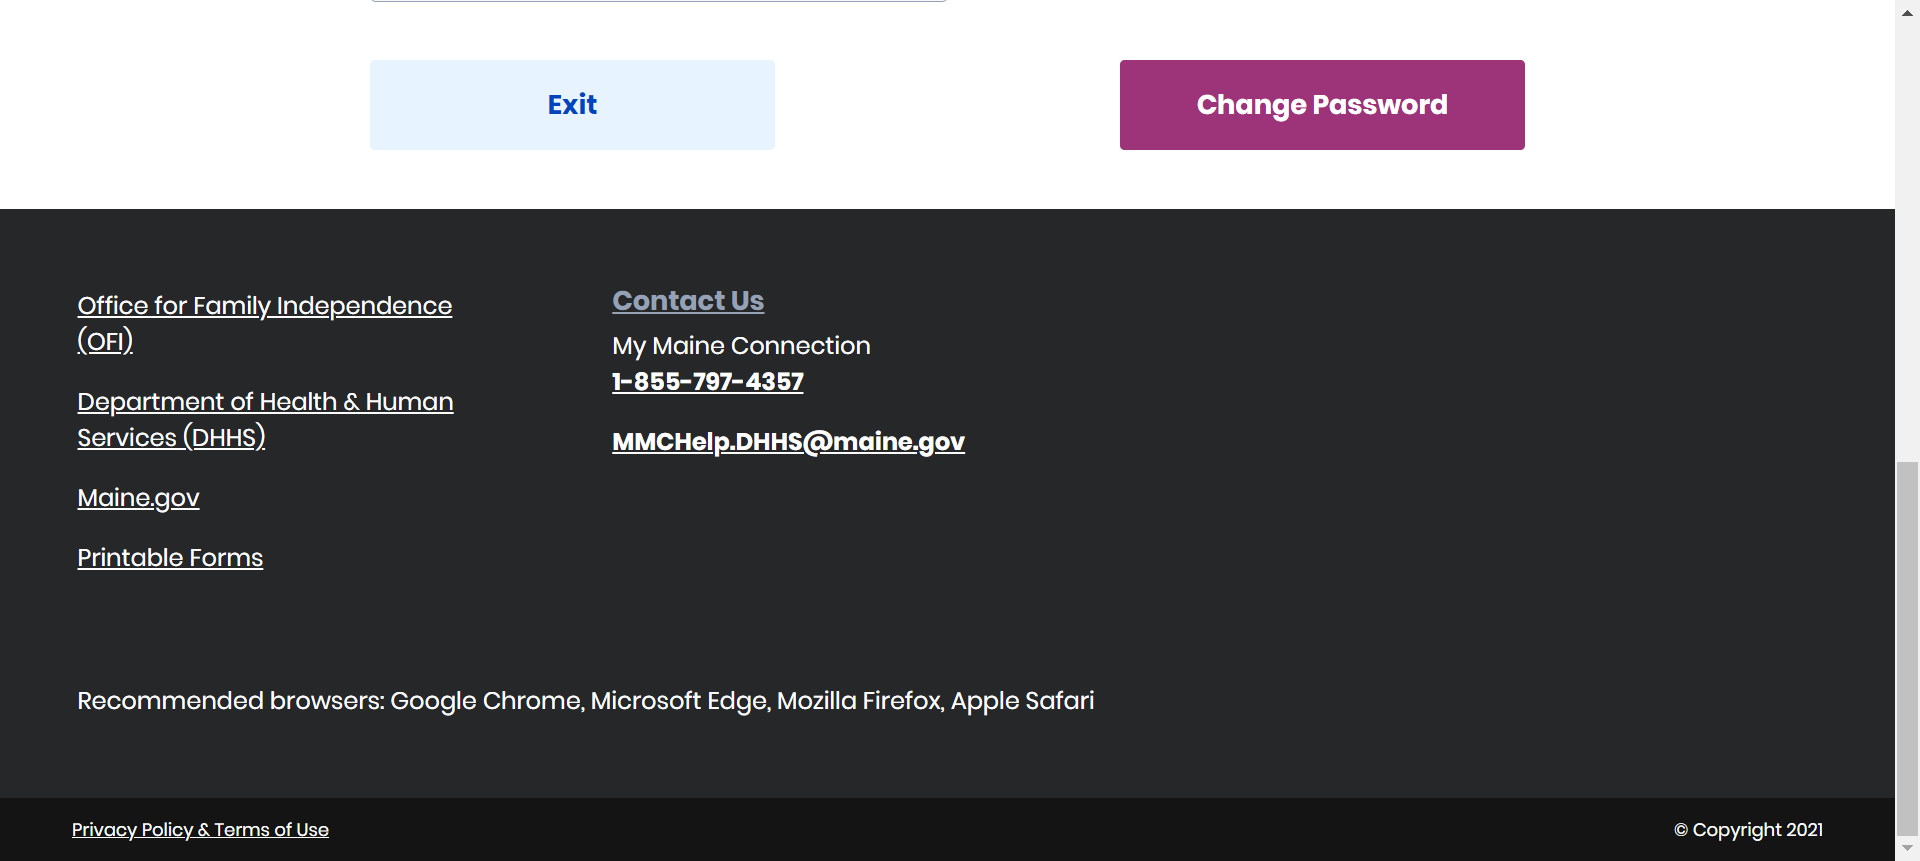 Exit
Change Password
Office for Family Independence
(OFI)
Department of Health & Human
Services (DHHS)
Maine.gov
Printable Forms
Contact Us
My Maine Connection
1-855-797-4357
MMCHelp.DHHS@maine.gov
Recommended browsers: Google Chrome, Microsoft Edge, Mozilla Firefox, Apple Safari
Privacy Policy & Terms of Use
© Copyright 2021